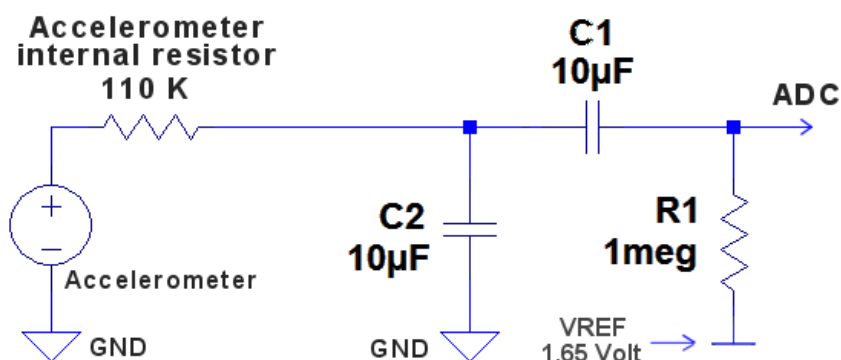 Accelerometer
internal resistor
110 K
C1
10µF
ADC
+
−
Accelerometer
C2
10µF
R1
1meg
GND
GND
VREF
1.65 Volt